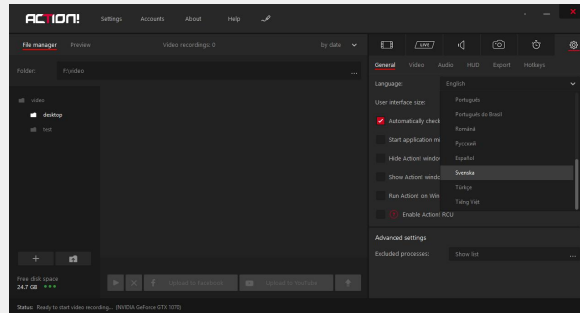 ACTION!
Settings Accounts About Help
File manager Preview Video recordings: 0 by date
Folder: F:\video ...
video
desktop
test
Free disk space
24.7 GB
Upload to Facebook Upload to YouTube
Status: Ready to start video recording... (NVIDIA GeForce GTX 1070)
LIVE
General Video Audio HUD Export Hotkeys
Language: English
User interface size:
Automatically check
Start application mi
Hide Action! window
Show Action! windo
Run Action! on Win
Enable Action! RCU
Português
Português do Brasil
Română
Русский
Español
Svenska
Türkçe
Tiếng Việt
Advanced settings
Excluded processes: Show list ...